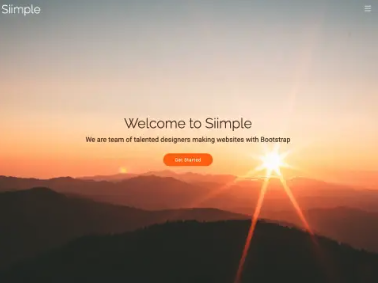 Siimple
Welcome to Siimple
We are team of talented designers making websites with Bootstrap
Get Started